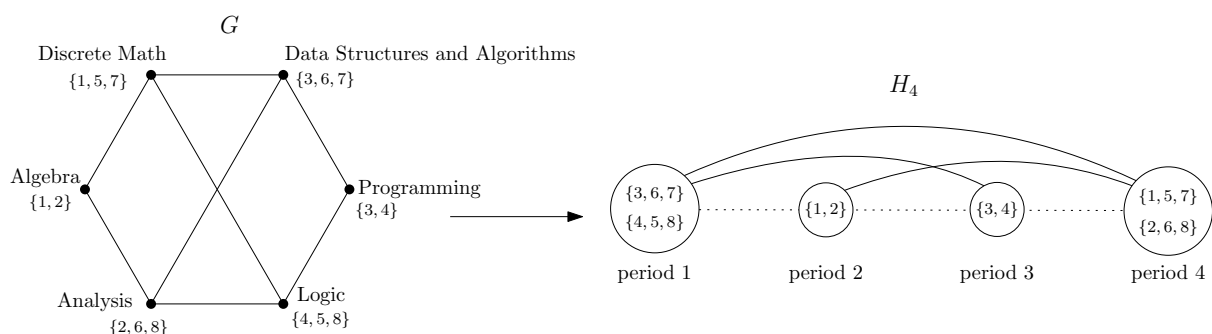 G
Discrete Math
{1, 5, 7}
Data Structures and Algorithms
{3, 6, 7}
Algebra
{1, 2}
Programming
{3, 4}
Analysis
{2, 6, 8}
Logic
{4, 5, 8}
H₄
{3, 6, 7}
{4, 5, 8}
{1, 2}
{3, 4}
{1, 5, 7}
{2, 6, 8}
period 1
period 2
period 3
period 4